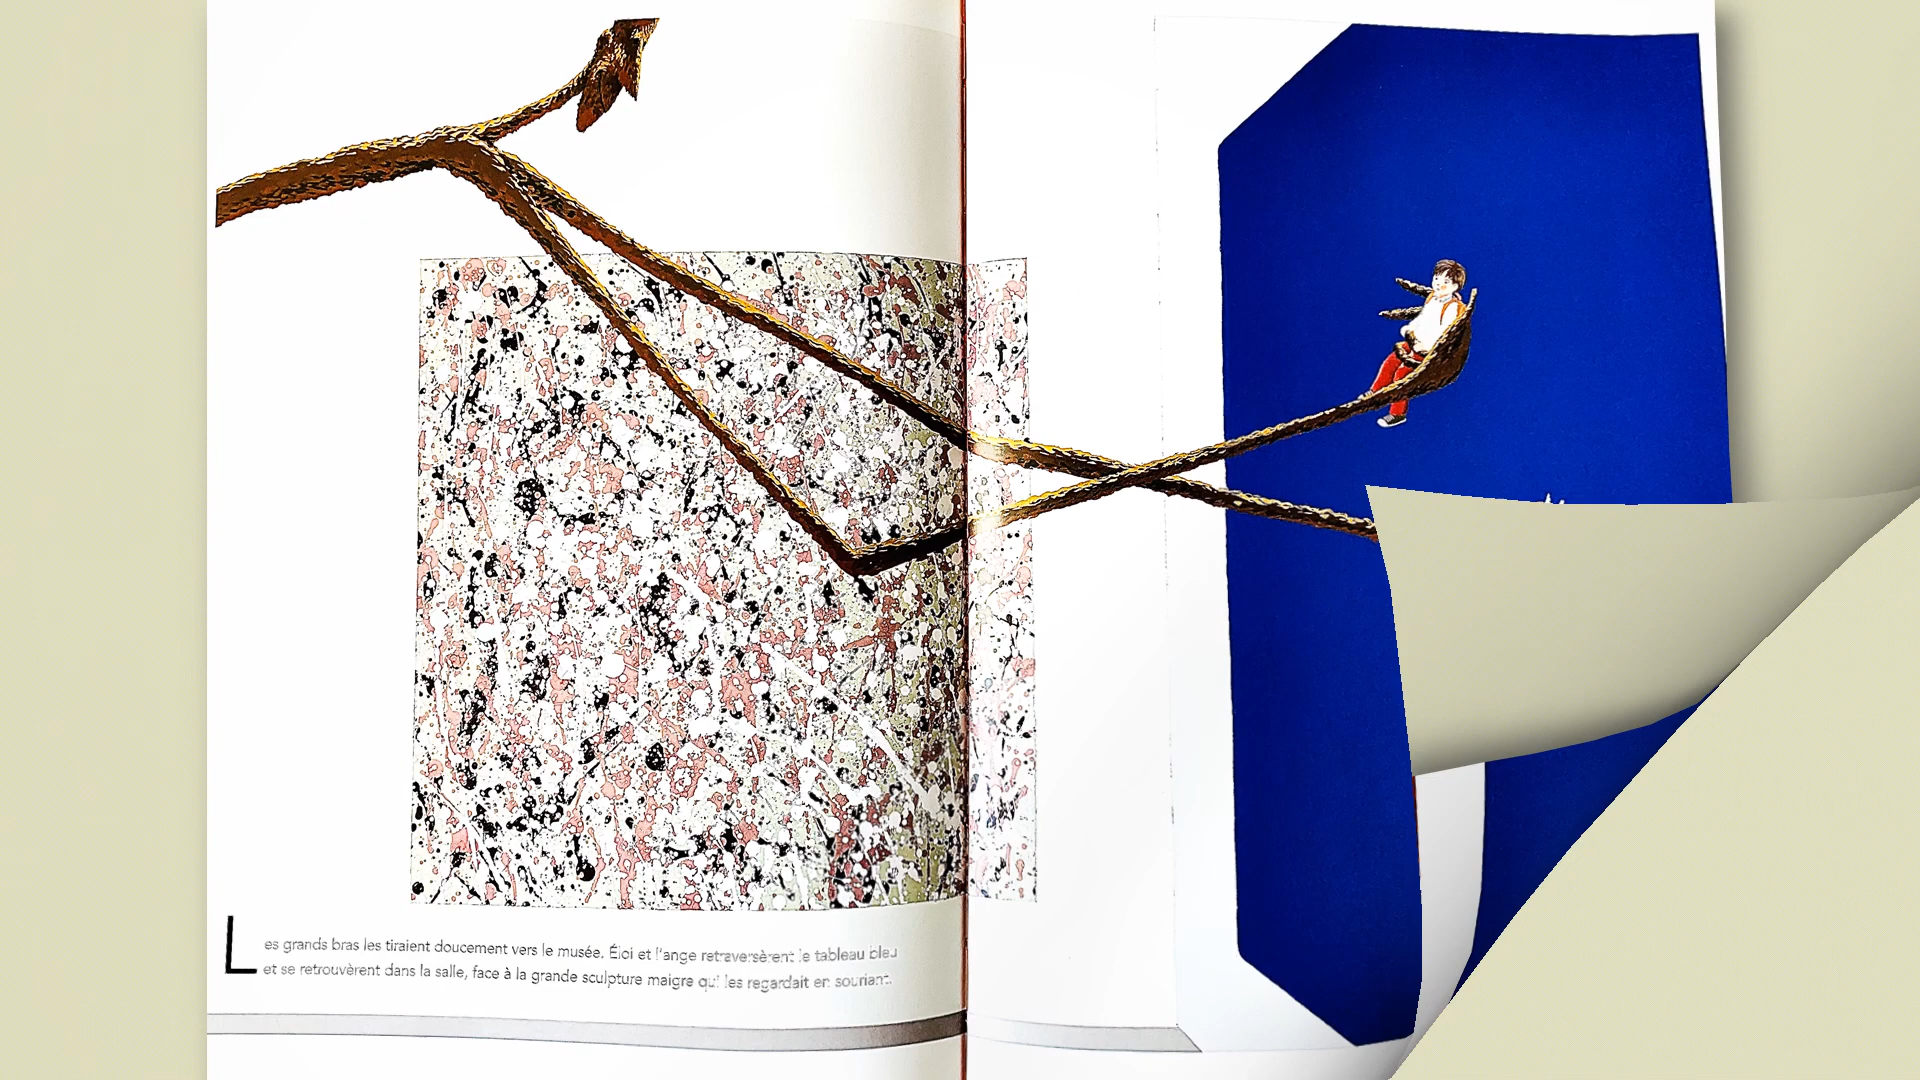 Les grands bras les tiraient doucement vers le musée. Éloi et l'ange retraversèrent le tableau bleu
et se retrouvèrent dans la salle, face à la grande sculpture maigre qui les regardait en souriant.